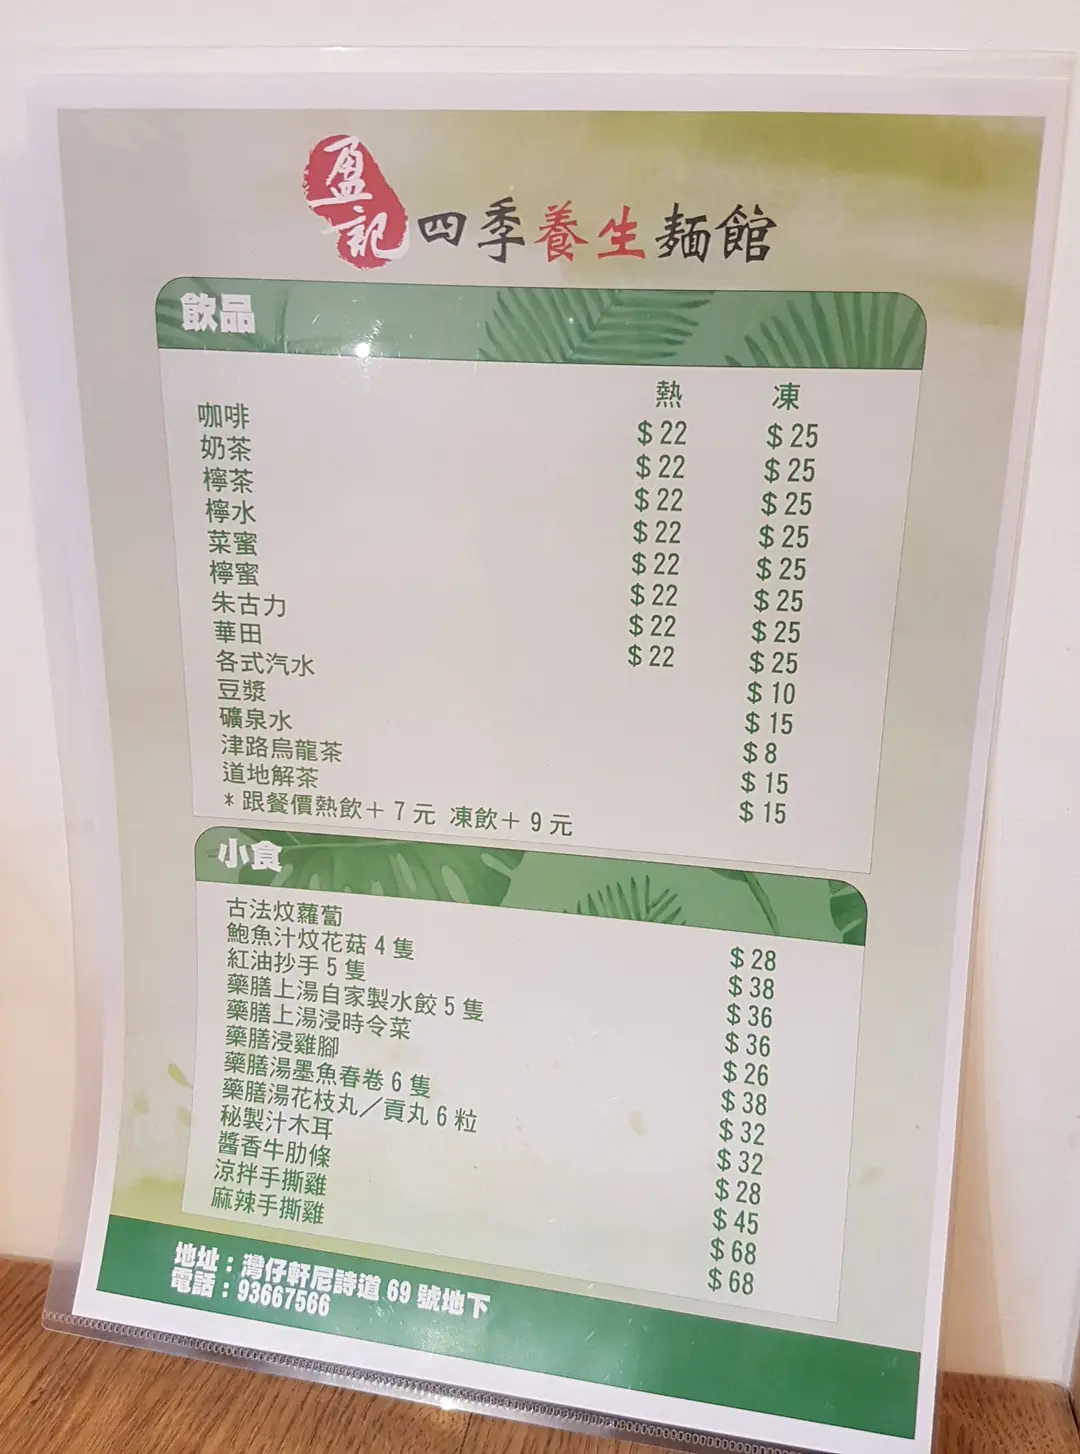 盈記 四季養生麵館
飲品
熱 凍
咖啡 $22 $25
奶茶 $22 $25
檸茶 $22 $25
檸水 $22 $25
菜蜜 $22 $25
檸蜜 $22 $25
朱古力 $22 $25
華田 $22 $25
各式汽水 $10
豆漿 $15
礦泉水 $8
津路烏龍茶 $15
道地解茶 $15
*跟餐價熱飲+7元 凍飲+9元
小食
古法炆蘿蔔 $28
鮑魚汁炆花菇4隻 $38
紅油抄手5隻 $36
藥膳上湯自家製水餃5隻 $36
藥膳上湯浸時令菜 $26
藥膳浸雞腳 $38
藥膳湯墨魚春卷6隻 $32
藥膳湯花枝丸/貢丸6粒 $32
秘製汁木耳 $28
醬香牛肋條 $45
涼拌手撕雞 $68
麻辣手撕雞 $68
地址:灣仔軒尼詩道69號地下
電話:93667566